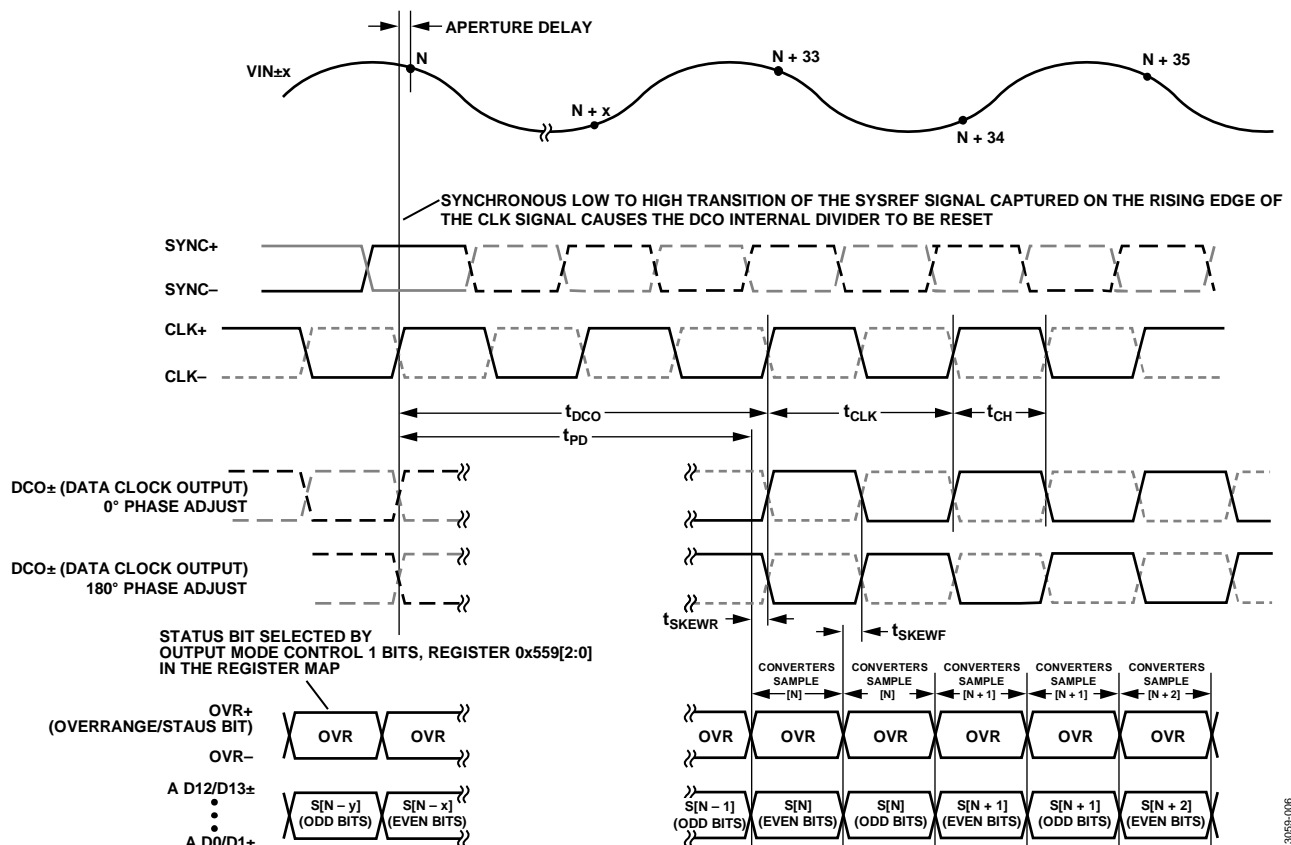 APERTURE DELAY
N
N + 33
N + 35
VIN±x
N + x
N + 34
SYNCHRONOUS LOW TO HIGH TRANSITION OF THE SYSREF SIGNAL CAPTURED ON THE RISING EDGE OF
THE CLK SIGNAL CAUSES THE DCO INTERNAL DIVIDER TO BE RESET
SYNC+
SYNC–
CLK+
CLK–
tDCO
tCLK
tCH
tPD
DCO± (DATA CLOCK OUTPUT)
0° PHASE ADJUST
DCO± (DATA CLOCK OUTPUT)
180° PHASE ADJUST
tSKEWR
tSKEWF
STATUS BIT SELECTED BY
OUTPUT MODE CONTROL 1 BITS, REGISTER 0x559[2:0]
IN THE REGISTER MAP
CONVERTERS
SAMPLE
[N]
CONVERTERS
SAMPLE
[N]
CONVERTERS
SAMPLE
[N + 1]
CONVERTERS
SAMPLE
[N + 1]
CONVERTERS
SAMPLE
[N + 2]
OVR+
(OVERRANGE/STAUS BIT)
OVR–
OVR
OVR
OVR
OVR
OVR
OVR
OVR
OVR
A D12/D13±
A D0/D1±
S[N – y]
(ODD BITS)
S[N – x]
(EVEN BITS)
S[N – 1]
(ODD BITS)
S[N]
(EVEN BITS)
S[N]
(ODD BITS)
S[N + 1]
(EVEN BITS)
S[N + 1]
(ODD BITS)
S[N + 2]
(EVEN BITS)
3059-006